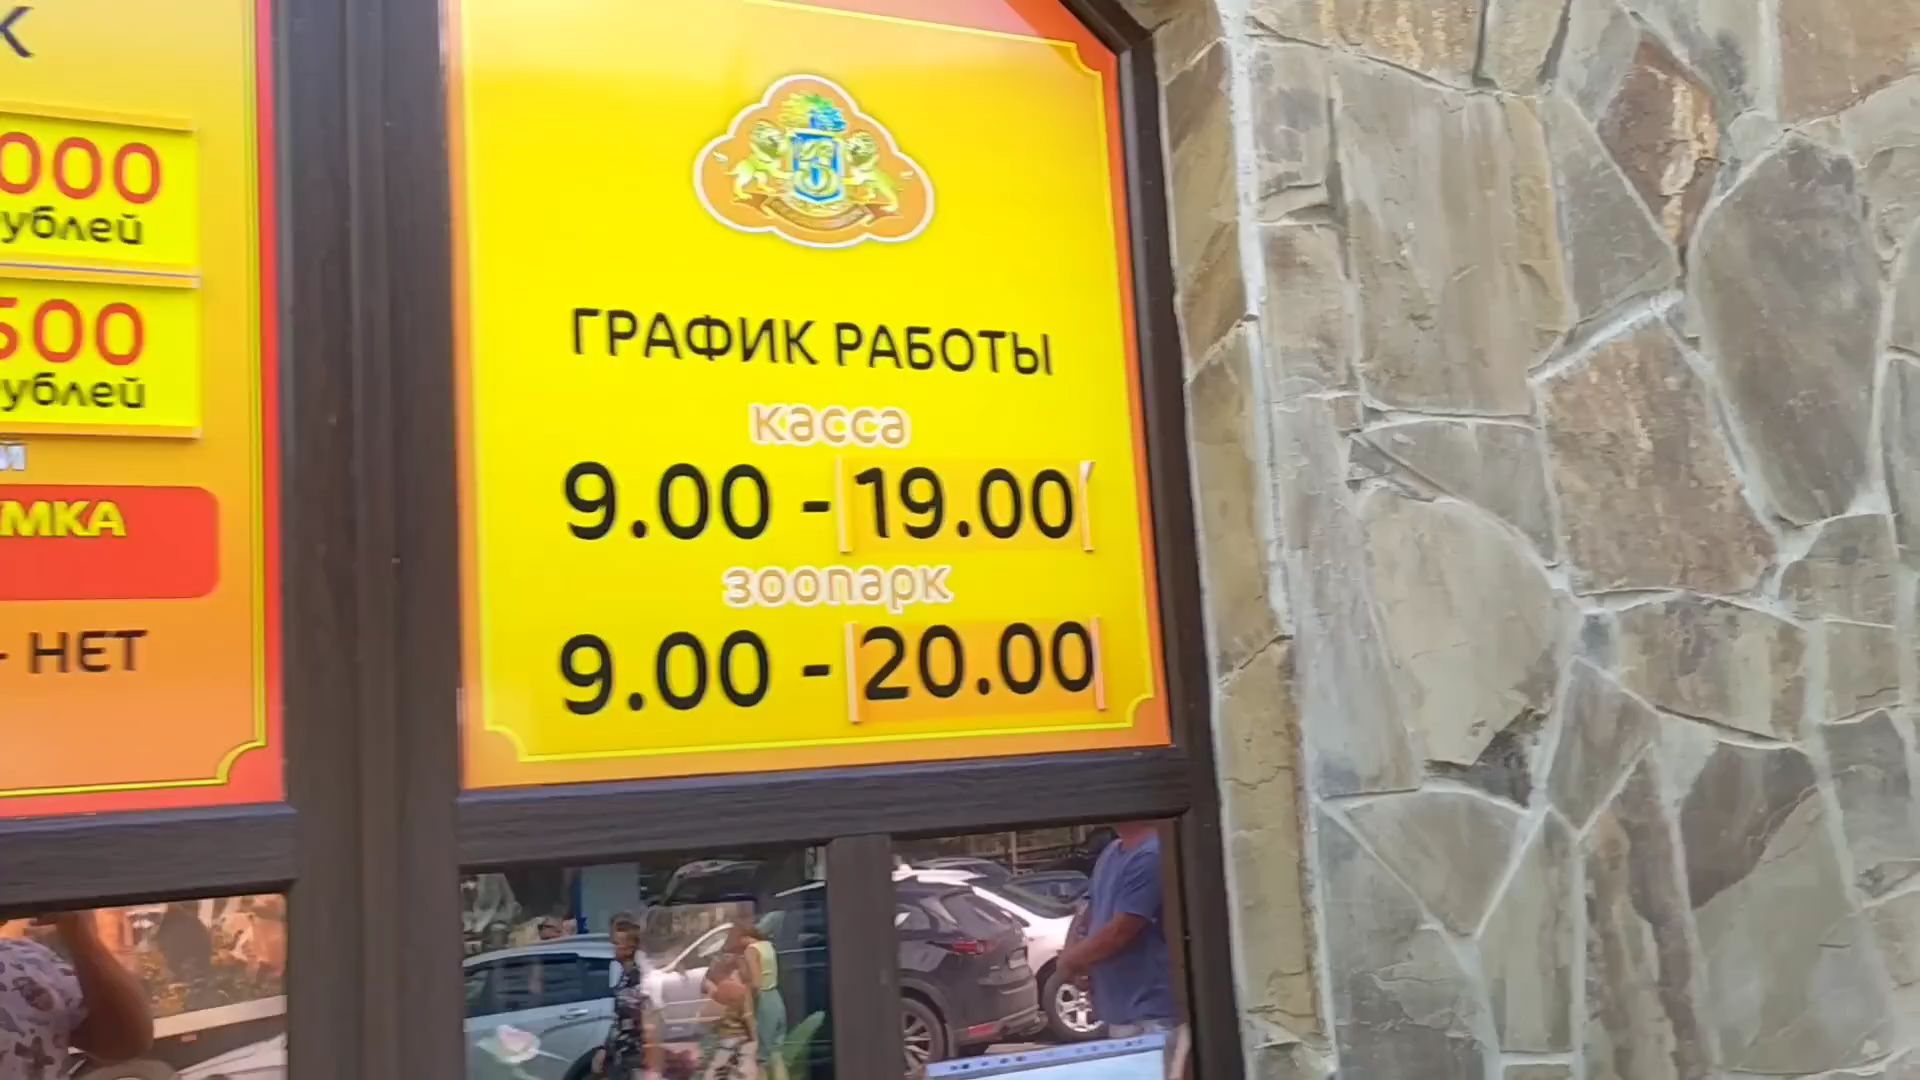 000
ублей
500
ублей
МКА
- НЕТ
ГРАФИК РАБОТЫ
касса
9.00 - 19.00
зоопарк
9.00 - 20.00